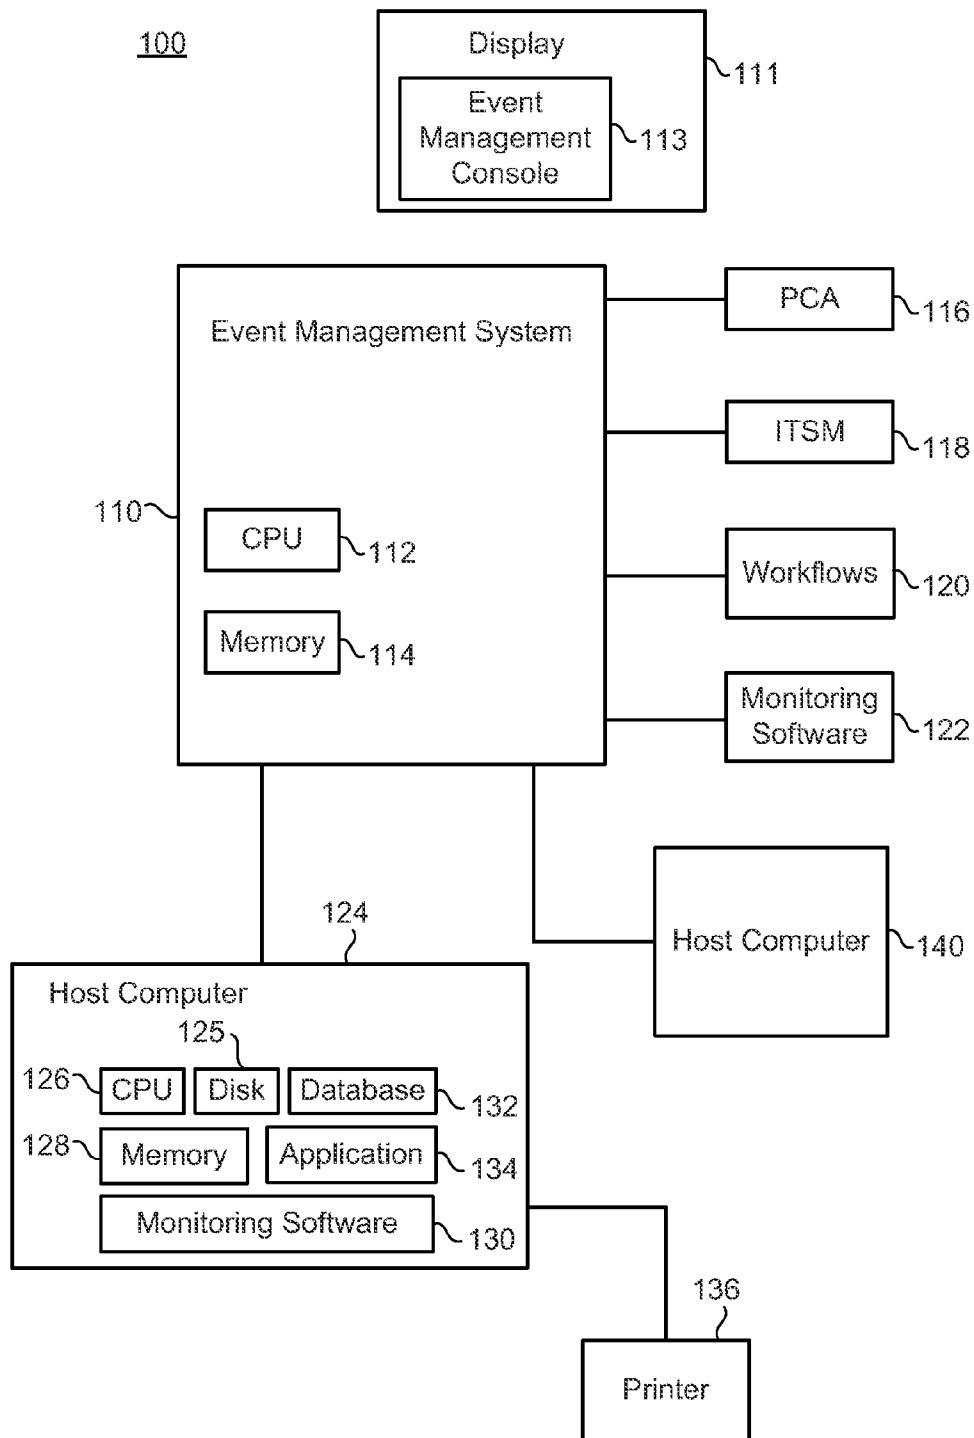 100
Display
111
Event
Management
Console
113
Event Management System
PCA
116
ITSM
118
110
CPU
112
Workflows
120
Memory
114
Monitoring
Software
122
124
Host Computer
140
Host Computer
125
126
CPU
Disk
Database
132
128
Memory
Application
134
Monitoring Software
130
136
Printer